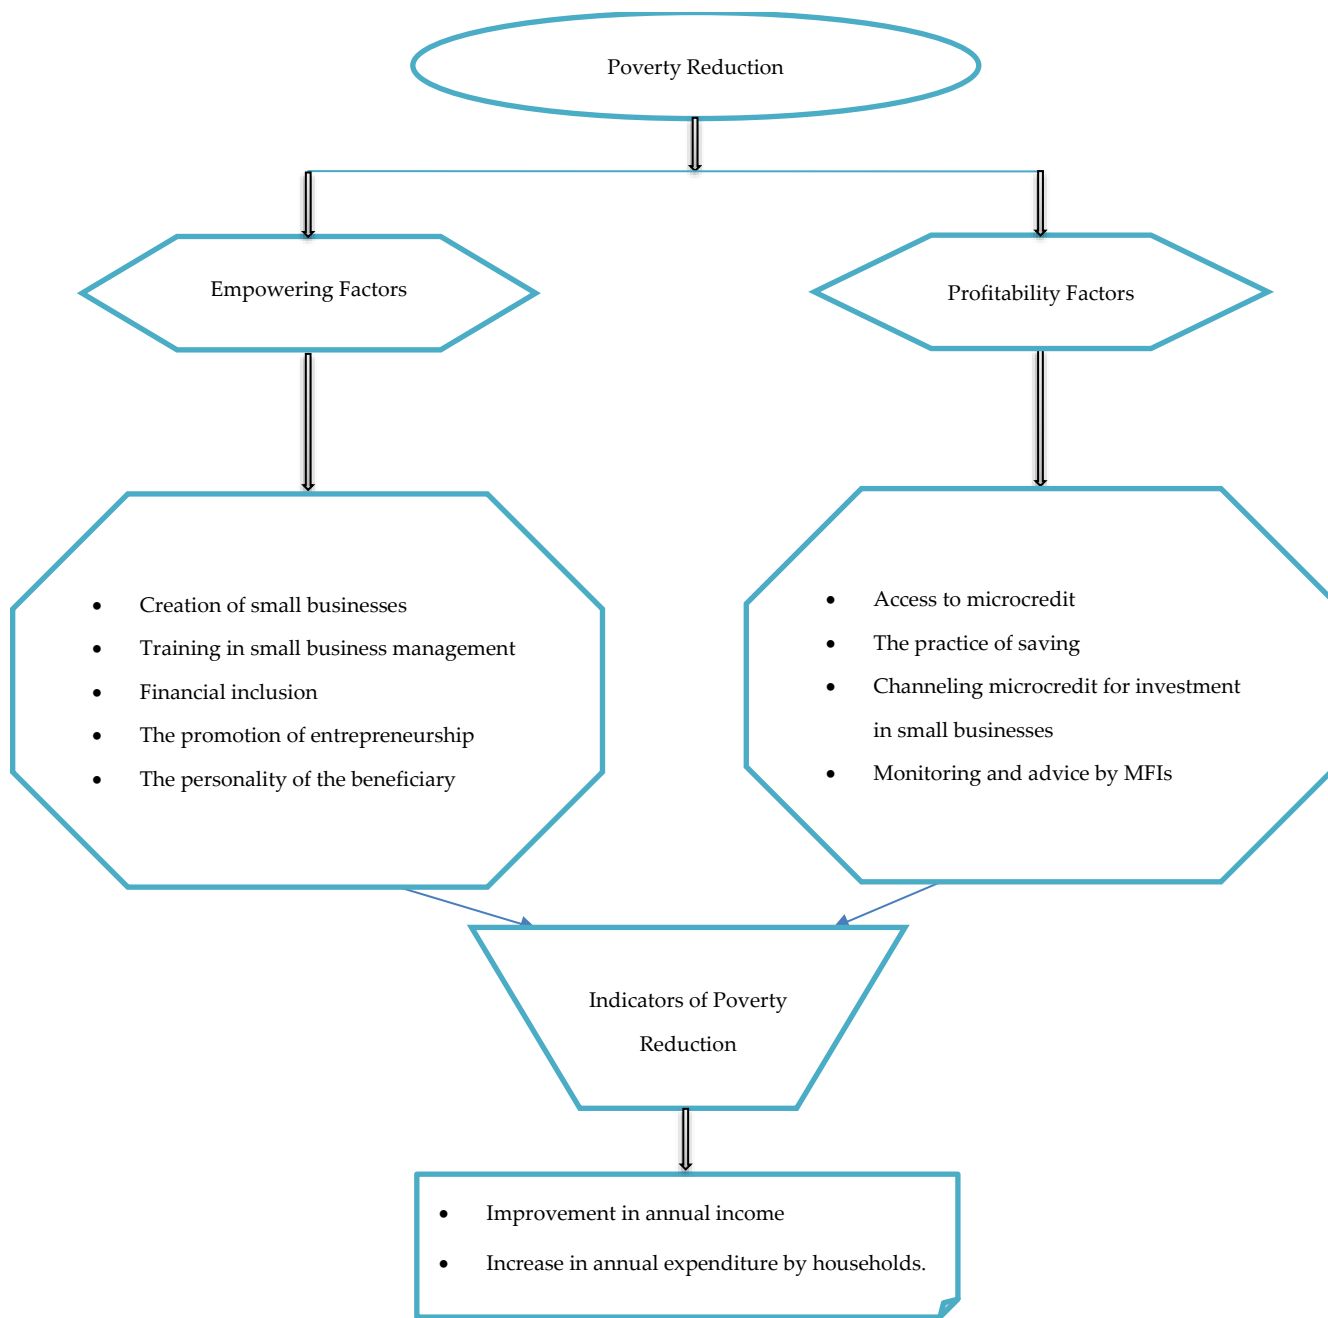 Poverty Reduction
Empowering Factors
Profitability Factors
• Creation of small businesses
• Training in small business management
• Financial inclusion
• The promotion of entrepreneurship
• The personality of the beneficiary
• Access to microcredit
• The practice of saving
• Channeling microcredit for investment
in small businesses
• Monitoring and advice by MFIs
Indicators of Poverty
Reduction
• Improvement in annual income
• Increase in annual expenditure by households.